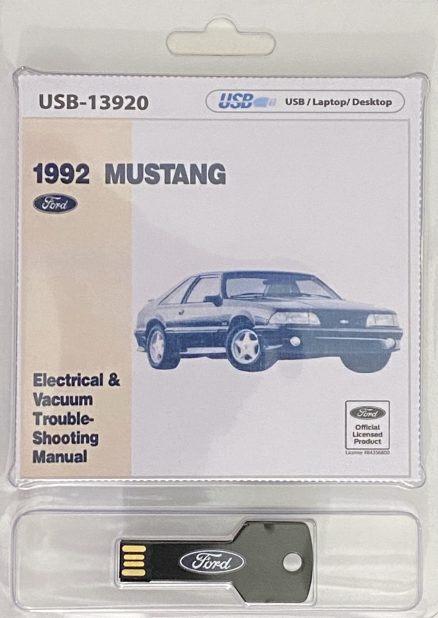 USB-13920
USB USB / Laptop/ Desktop
1992 MUSTANG
Ford
Electrical &
Vacuum
Trouble-
Shooting
Manual
Ford
Official
Licensed
Product
Ford